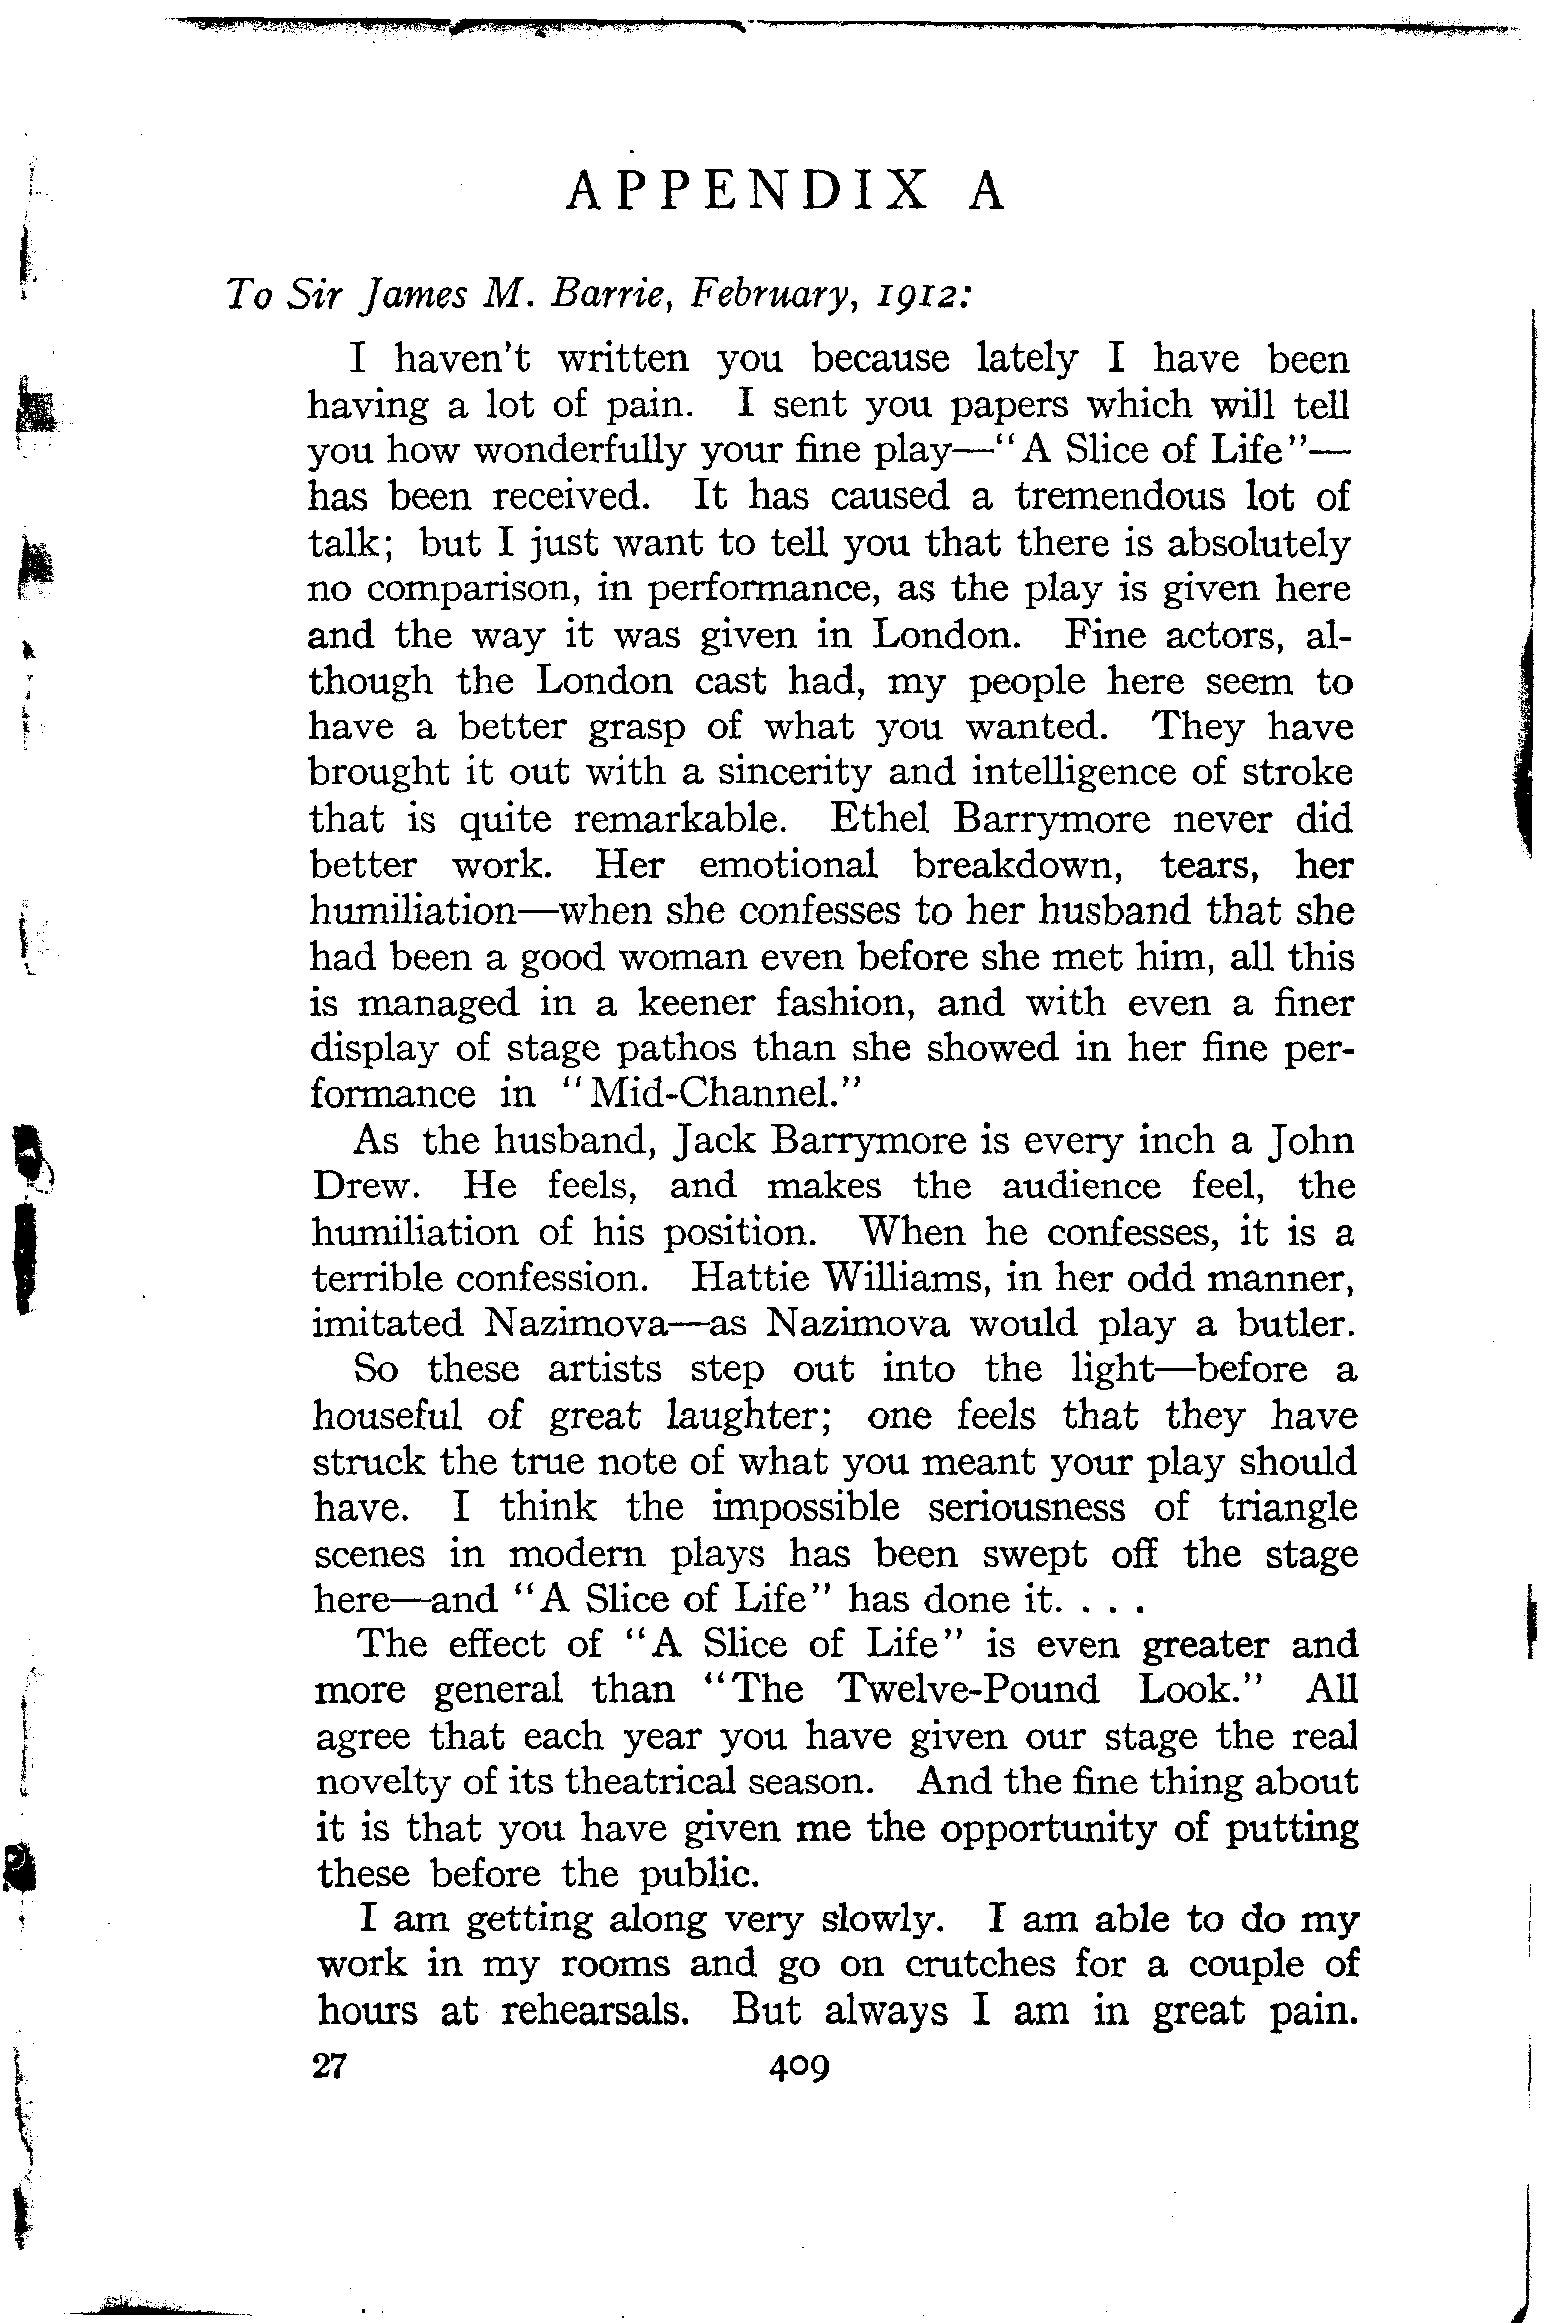 APPENDIX A
To Sir James M. Barrie, February, 1912:
I haven't written you because lately I have been
having a lot of pain. I sent you papers which will tell
you how wonderfully your fine play—"A Slice of Life"—
has been received. It has caused a tremendous lot of
talk; but I just want to tell you that there is absolutely
no comparison, in performance, as the play is given here
and the way it was given in London. Fine actors, al-
though the London cast had, my people here seem to
have a better grasp of what you wanted. They have
brought it out with a sincerity and intelligence of stroke
that is quite remarkable. Ethel Barrymore never did
better work. Her emotional breakdown, tears, her
humiliation—when she confesses to her husband that she
had been a good woman even before she met him, all this
is managed in a keener fashion, and with even a finer
display of stage pathos than she showed in her fine per-
formance in "Mid-Channel."
As the husband, Jack Barrymore is every inch a John
Drew. He feels, and makes the audience feel, the
humiliation of his position. When he confesses, it is a
terrible confession. Hattie Williams, in her odd manner,
imitated Nazimova—as Nazimova would play a butler.
So these artists step out into the light—before a
houseful of great laughter; one feels that they have
struck the true note of what you meant your play should
have. I think the impossible seriousness of triangle
scenes in modern plays has been swept off the stage
here—and "A Slice of Life" has done it. . . .
The effect of "A Slice of Life" is even greater and
more general than "The Twelve-Pound Look." All
agree that each year you have given our stage the real
novelty of its theatrical season. And the fine thing about
it is that you have given me the opportunity of putting
these before the public.
I am getting along very slowly. I am able to do my
work in my rooms and go on crutches for a couple of
hours at rehearsals. But always I am in great pain.
27 409